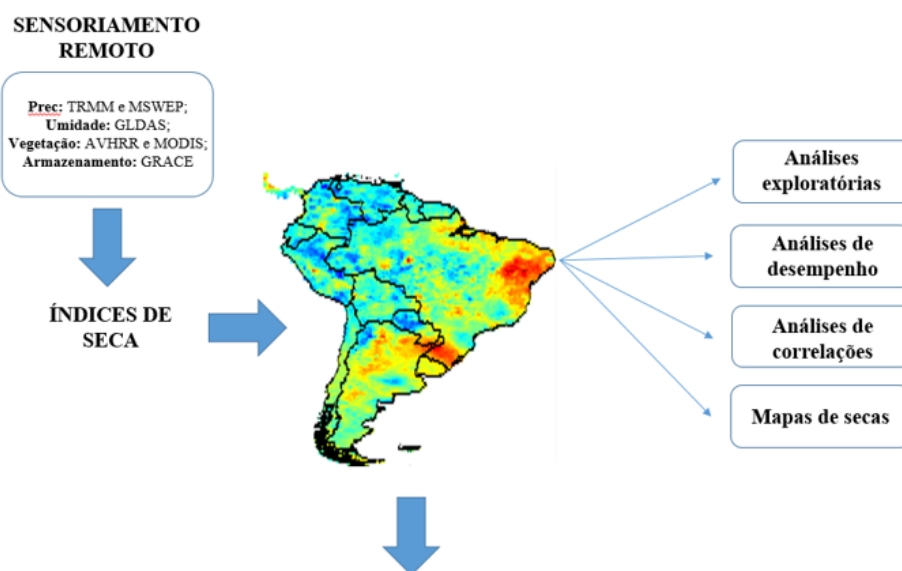 SENSORIAMENTO
REMOTO
Prec: TRMM e MSWEP;
Umidade: GLDAS;
Vegetação: AVHRR e MODIS;
Armazenamento: GRACE
ÍNDICES DE
SECA
Análises
exploratórias
Análises de
desempenho
Análises de
correlações
Mapas de secas